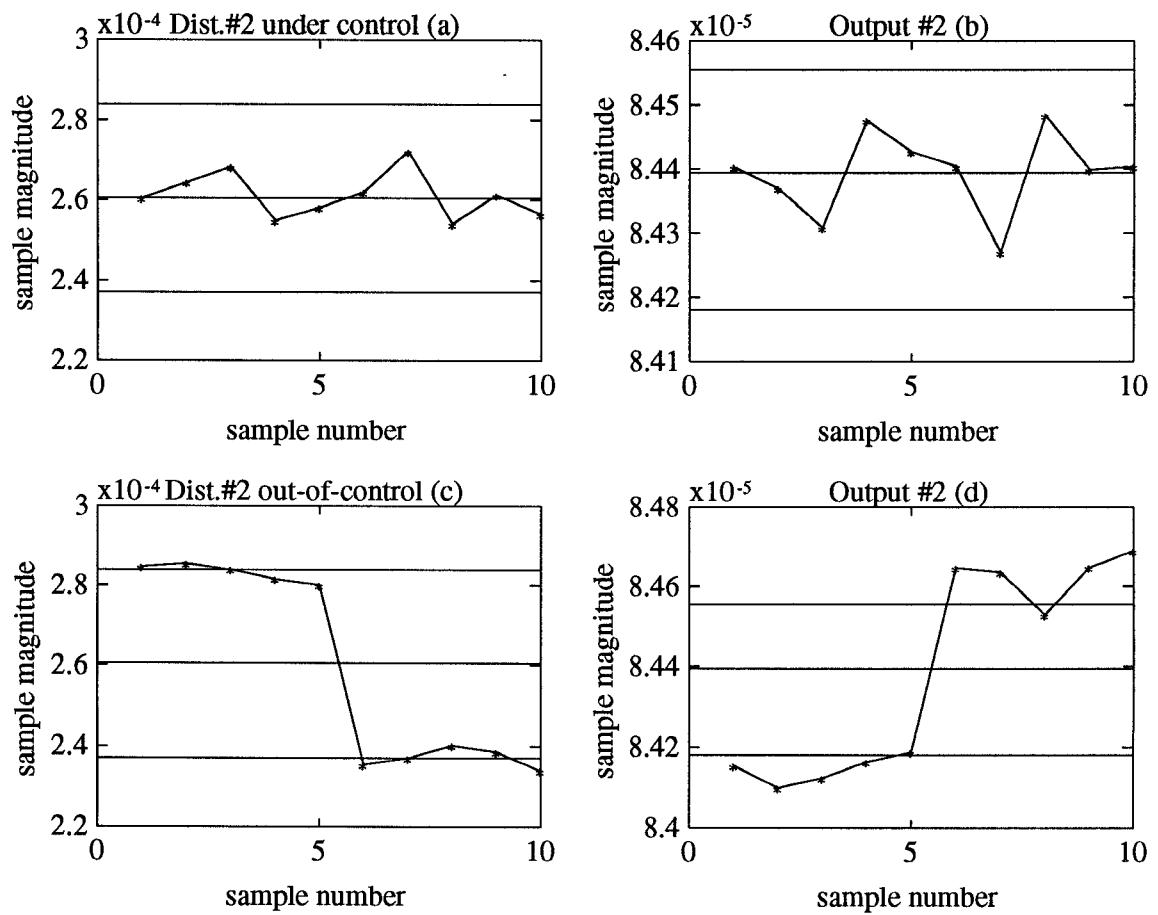 x10-4 Dist.#2 under control (a)
3
2.8
2.6
2.4
2.2
sample magnitude
0
5
10
sample number
x10-5
Output #2 (b)
8.46
8.45
8.44
8.43
8.42
8.41
sample magnitude
0
5
10
sample number
x10-4 Dist.#2 out-of-control (c)
3
2.8
2.6
2.4
2.2
sample magnitude
0
5
10
sample number
x10-5
Output #2 (d)
8.48
8.46
8.44
8.42
8.4
sample magnitude
0
5
10
sample number